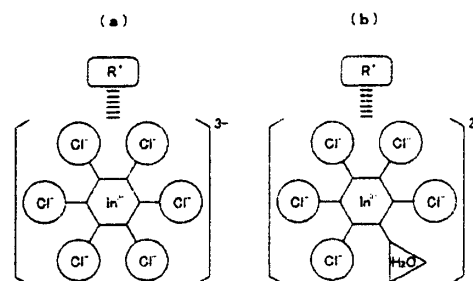 (a) (b)
R⁺ R⁺
3− 2
Cl⁻ Cl⁻ Cl⁻ Cl⁻
Cl⁻ In³⁺ Cl⁻ Cl⁻ In³⁺ Cl⁻
Cl⁻ Cl⁻ Cl⁻ H₂O